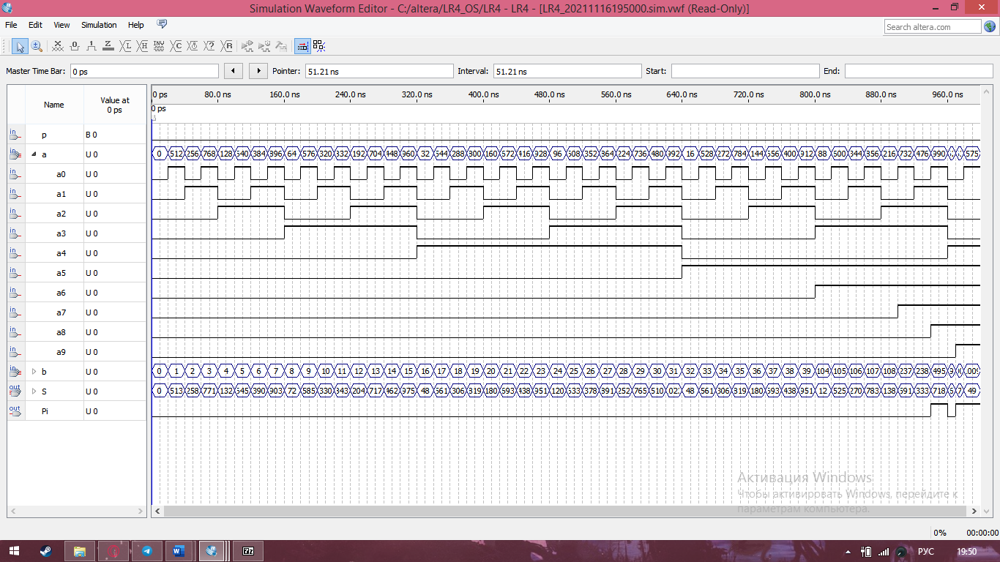 Simulation Waveform Editor - C:/altera/LR4_OS/LR4 - LR4 - [LR4_20211116195000.sim.vwf (Read-Only)]
File Edit View Simulation Help
Search altera.com
Master Time Bar: 0 ps Pointer: 51.21 ns Interval: 51.21 ns Start: End:
Name Value at 0 ps
0 ps 80.0 ns 160.0 ns 240.0 ns 320.0 ns 400.0 ns 480.0 ns 560.0 ns 640.0 ns 720.0 ns 800.0 ns 880.0 ns 960.0 ns
0 ps
p B 0
a U 0 0 512 256 768 128 540 384 396 64 576 320 332 192 704 448 960 32 544 288 300 160 572 416 928 96 508 352 364 224 736 480 992 16 528 272 784 144 556 400 912 88 500 344 356 216 732 476 990 575
a0 U 0
a1 U 0
a2 U 0
a3 U 0
a4 U 0
a5 U 0
a6 U 0
a7 U 0
a8 U 0
a9 U 0
b U 0 0 1 2 3 4 5 6 7 8 9 10 11 12 13 14 15 16 17 18 19 20 21 22 23 24 25 26 27 28 29 30 31 32 33 34 35 36 37 38 39 104 105 106 107 108 237 238 495
S U 0 0 513 258 771 132 545 390 903 72 585 330 343 204 717 462 975 48 561 306 319 180 593 438 951 120 533 378 391 252 765 510 02 48 561 306 319 180 593 438 951 12 525 270 783 138 591 333 718 7 49
Pi U 0
Активация Windows
Чтобы активировать Windows, перейдите к
параметрам компьютера.
0% 00:00:00
РУС 19:50